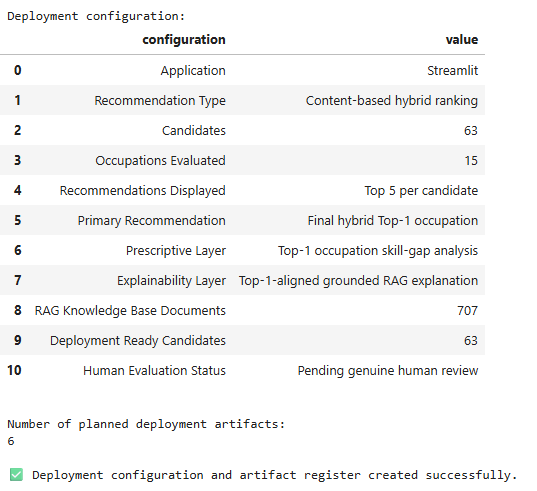 Deployment configuration:
configuration value
0 Application Streamlit
1 Recommendation Type Content-based hybrid ranking
2 Candidates 63
3 Occupations Evaluated 15
4 Recommendations Displayed Top 5 per candidate
5 Primary Recommendation Final hybrid Top-1 occupation
6 Prescriptive Layer Top-1 occupation skill-gap analysis
7 Explainability Layer Top-1-aligned grounded RAG explanation
8 RAG Knowledge Base Documents 707
9 Deployment Ready Candidates 63
10 Human Evaluation Status Pending genuine human review
Number of planned deployment artifacts:
6
✅ Deployment configuration and artifact register created successfully.